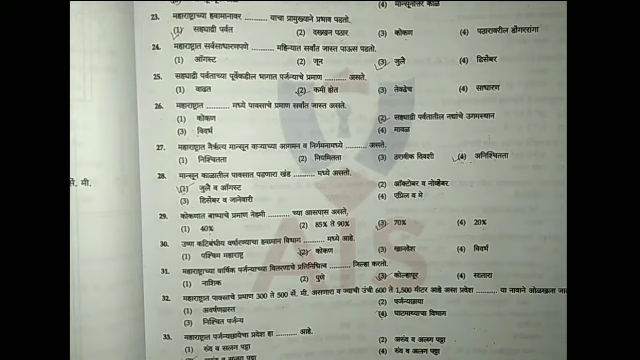 (4) मान्सूनोत्तर काळ
23. महाराष्ट्राच्या हवामानावर .......... याचा प्रामुख्याने प्रभाव पडतो.
(1) सह्याद्री पर्वत (2) दख्खन पठार (3) कोकण (4) पठारावरील डोंगररांगा
24. महाराष्ट्रात सर्वसाधारणपणे .......... महिन्यात सर्वात जास्त पाऊस पडतो.
(1) ऑगस्ट (2) जून (3) जुलै (4) डिसेंबर
25. सह्याद्री पर्वताच्या पूर्वेकडील भागात पर्जन्याचे प्रमाण .......... असते.
(1) वाढत (2) कमी होत (3) तेवढेच (4) साधारण
26. महाराष्ट्रात .......... मध्ये पावसाचे प्रमाण सर्वात जास्त असते.
(1) कोकण (2) सह्याद्री पर्वतातील नद्यांचे उगमस्थान
(3) विदर्भ (4) मावळ
27. महाराष्ट्रात नैर्ऋत्य मान्सून वाऱ्याच्या आगमन व निर्गमनामध्ये .......... असते.
(1) निश्चितता (2) नियमितता (3) ठरावीक दिवशी (4) अनिश्चितता
28. मान्सून काळातील पावसात पडणारा खंड .......... मध्ये असतो.
(1) जुलै व ऑगस्ट (2) ऑक्टोबर व नोव्हेंबर
(3) डिसेंबर व जानेवारी (4) एप्रिल व मे
से. मी.
29. कोकणात बाष्पाचे प्रमाण नेहमी .......... च्या आसपास असते,
(1) 40% (2) 85% ते 90% (3) 70% (4) 20%
30. उष्ण कटिबंधीय वर्षारण्याचा हवामान विभाग .......... मध्ये आहे.
(1) पश्चिम महाराष्ट्र (2) कोकण (3) खानदेश (4) विदर्भ
31. महाराष्ट्राच्या वार्षिक पर्जन्याच्या वितरणाचे प्रतिनिधित्व .......... जिल्हा करतो.
(1) नाशिक (2) पुणे (3) कोल्हापूर (4) सातारा
32. महाराष्ट्रात पावसाचे प्रमाण 300 ते 500 सें. मी. असणारा व ज्याची उंची 600 ते 1,500 मीटर आहे असा प्रदेश .......... या नावाने ओळखला जा
(1) अवर्षणग्रस्त (2) पर्जन्यछाया
(3) निश्चित पर्जन्य (4) घाटमाथ्याचा विभाग
33. महाराष्ट्रात पर्जन्यछायेचा प्रदेश हा .......... आहे.
(1) रुंद व सलग पट्टा (2) अरुंद व अलग पट्टा
(4) रुंद व अलग पट्टा
AIS